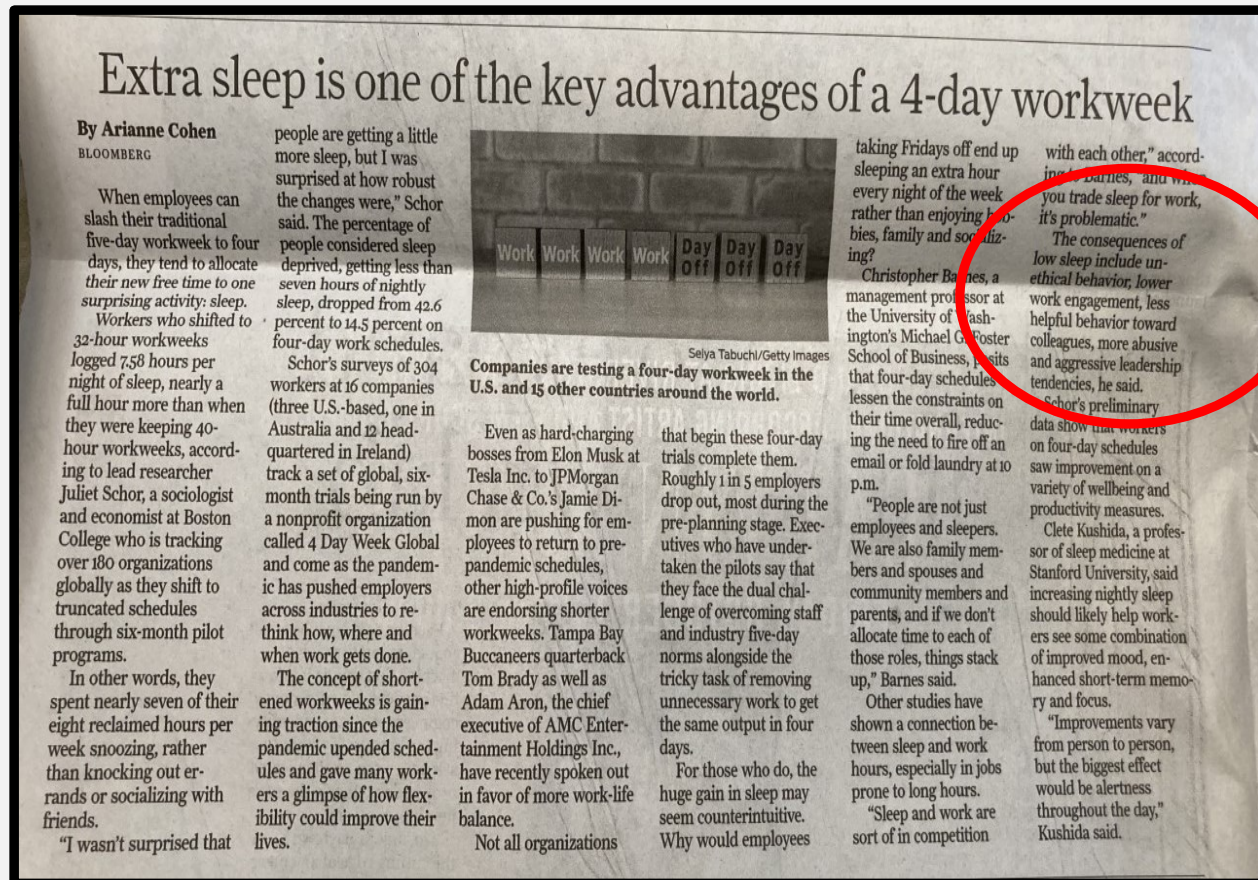 Extra sleep is one of the key advantages of a 4-day workweek
By Arianne Cohen
BLOOMBERG
When employees can
slash their traditional
five-day workweek to four
days, they tend to allocate
their new free time to one
surprising activity: sleep.
Workers who shifted to
32-hour workweeks
logged 7.58 hours per
night of sleep, nearly a
full hour more than when
they were keeping 40-
hour workweeks, accord-
ing to lead researcher
Juliet Schor, a sociologist
and economist at Boston
College who is tracking
over 180 organizations
globally as they shift to
truncated schedules
through six-month pilot
programs.
In other words, they
spent nearly seven of their
eight reclaimed hours per
week snoozing, rather
than knocking out er-
rands or socializing with
friends.
"I wasn't surprised that
people are getting a little
more sleep, but I was
surprised at how robust
the changes were," Schor
said. The percentage of
people considered sleep
deprived, getting less than
seven hours of nightly
sleep, dropped from 42.6
percent to 14.5 percent on
four-day work schedules.
Schor's surveys of 304
workers at 16 companies
(three U.S.-based, one in
Australia and 12 head-
quartered in Ireland)
track a set of global, six-
month trials being run by
a nonprofit organization
called 4 Day Week Global
and come as the pandem-
ic has pushed employers
across industries to re-
think how, where and
when work gets done.
The concept of short-
ened workweeks is gain-
ing traction since the
pandemic upended sched-
ules and gave many work-
ers a glimpse of how flex-
ibility could improve their
lives.
Work Work Work Work Day Off Day Off Day Off
Seiya Tabuchi/Getty Images
Companies are testing a four-day workweek in the
U.S. and 15 other countries around the world.
Even as hard-charging
bosses from Elon Musk at
Tesla Inc. to JPMorgan
Chase & Co.'s Jamie Di-
mon are pushing for em-
ployees to return to pre-
pandemic schedules,
other high-profile voices
are endorsing shorter
workweeks. Tampa Bay
Buccaneers quarterback
Tom Brady as well as
Adam Aron, the chief
executive of AMC Enter-
tainment Holdings Inc.,
have recently spoken out
in favor of more work-life
balance.
Not all organizations
that begin these four-day
trials complete them.
Roughly 1 in 5 employers
drop out, most during the
pre-planning stage. Exec-
utives who have under-
taken the pilots say that
they face the dual chal-
lenge of overcoming staff
and industry five-day
norms alongside the
tricky task of removing
unnecessary work to get
the same output in four
days.
For those who do, the
huge gain in sleep may
seem counterintuitive.
Why would employees
taking Fridays off end up
sleeping an extra hour
every night of the week
rather than enjoying hob-
bies, family and socializ-
ing?
Christopher Barnes, a
management professor at
the University of Wash-
ington's Michael G. Foster
School of Business, posits
that four-day schedules
lessen the constraints on
their time overall, reduc-
ing the need to fire off an
email or fold laundry at 10
p.m.
"People are not just
employees and sleepers.
We are also family mem-
bers and spouses and
community members and
parents, and if we don't
allocate time to each of
those roles, things stack
up," Barnes said.
Other studies have
shown a connection be-
tween sleep and work
hours, especially in jobs
prone to long hours.
"Sleep and work are
sort of in competition
with each other," accord-
ing to Barnes, "and when
you trade sleep for work,
it's problematic."
The consequences of
low sleep include un-
ethical behavior, lower
work engagement, less
helpful behavior toward
colleagues, more abusive
and aggressive leadership
tendencies, he said.
Schor's preliminary
data show that workers
on four-day schedules
saw improvement on a
variety of wellbeing and
productivity measures.
Clete Kushida, a profes-
sor of sleep medicine at
Stanford University, said
increasing nightly sleep
should likely help work-
ers see some combination
of improved mood, en-
hanced short-term memo-
ry and focus.
"Improvements vary
from person to person,
but the biggest effect
would be alertness
throughout the day,"
Kushida said.